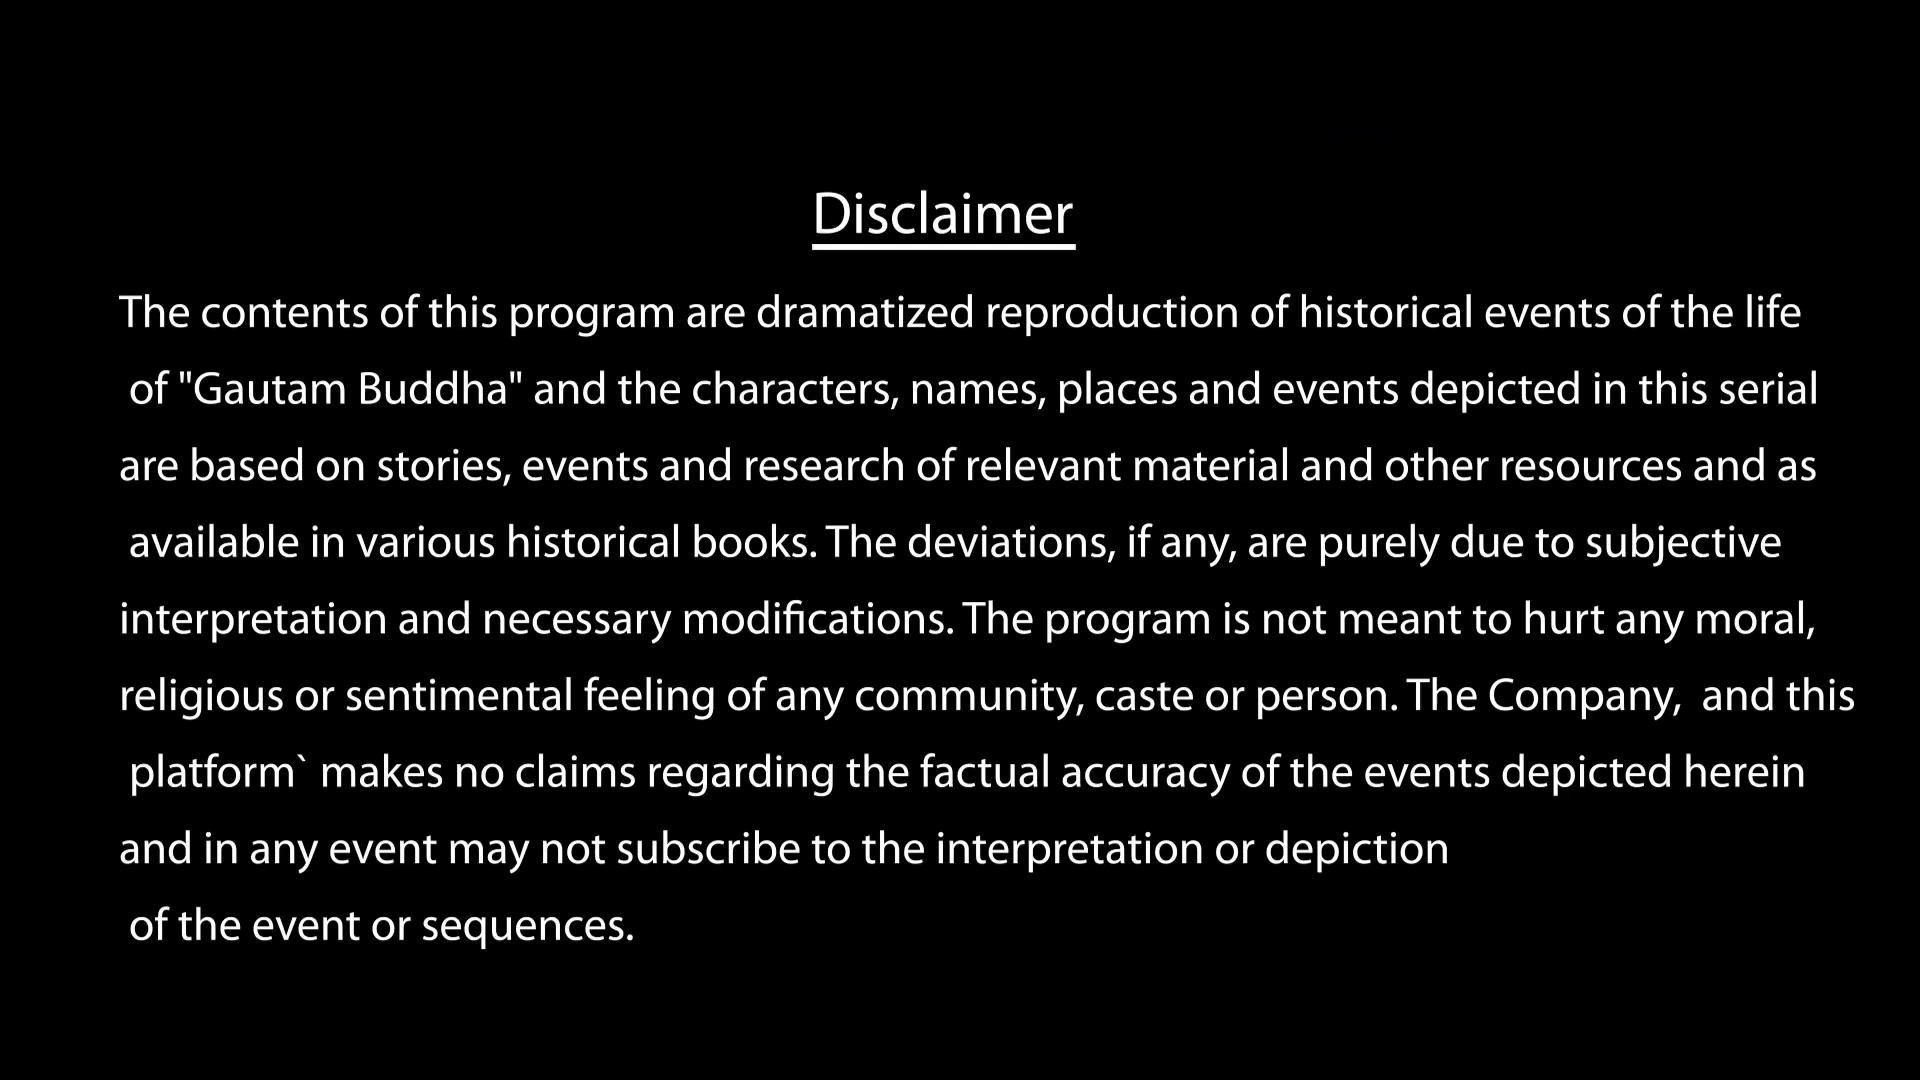 Disclaimer
The contents of this program are dramatized reproduction of historical events of the life
of "Gautam Buddha" and the characters, names, places and events depicted in this serial
are based on stories, events and research of relevant material and other resources and as
available in various historical books. The deviations, if any, are purely due to subjective
interpretation and necessary modifications. The program is not meant to hurt any moral,
religious or sentimental feeling of any community, caste or person. The Company,  and this
platform` makes no claims regarding the factual accuracy of the events depicted herein
and in any event may not subscribe to the interpretation or depiction
of the event or sequences.